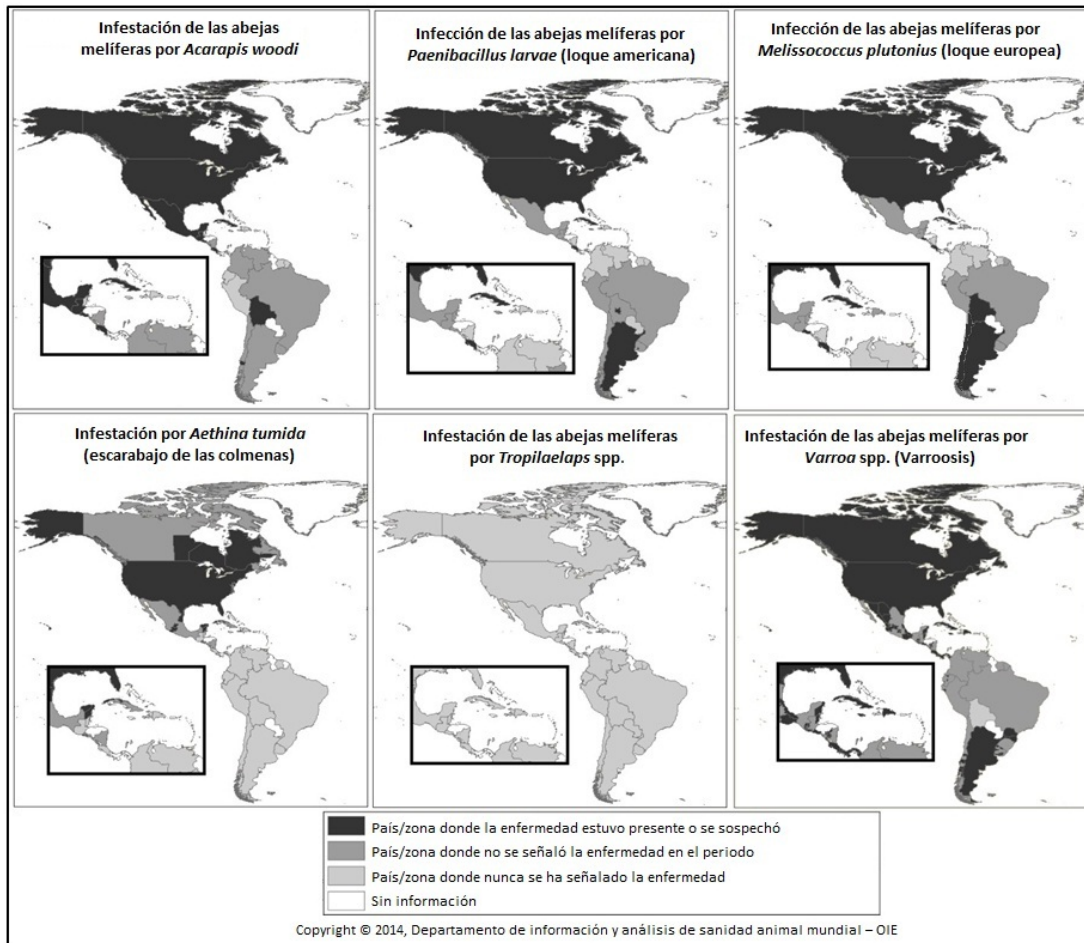 Infestación de las abejas
melíferas por Acarapis woodi
Infección de las abejas melíferas por
Paenibacillus larvae (loque americana)
Infección de las abejas melíferas por
Melissococcus plutonius (loque europea)
Infestación por Aethina tumida
(escarabajo de las colmenas)
Infestación de las abejas melíferas
por Tropilaelaps spp.
Infestación de las abejas melíferas por
Varroa spp. (Varroosis)
País/zona donde la enfermedad estuvo presente o se sospechó
País/zona donde no se señaló la enfermedad en el periodo
País/zona donde nunca se ha señalado la enfermedad
Sin información
Copyright © 2014, Departamento de información y análisis de sanidad animal mundial – OIE